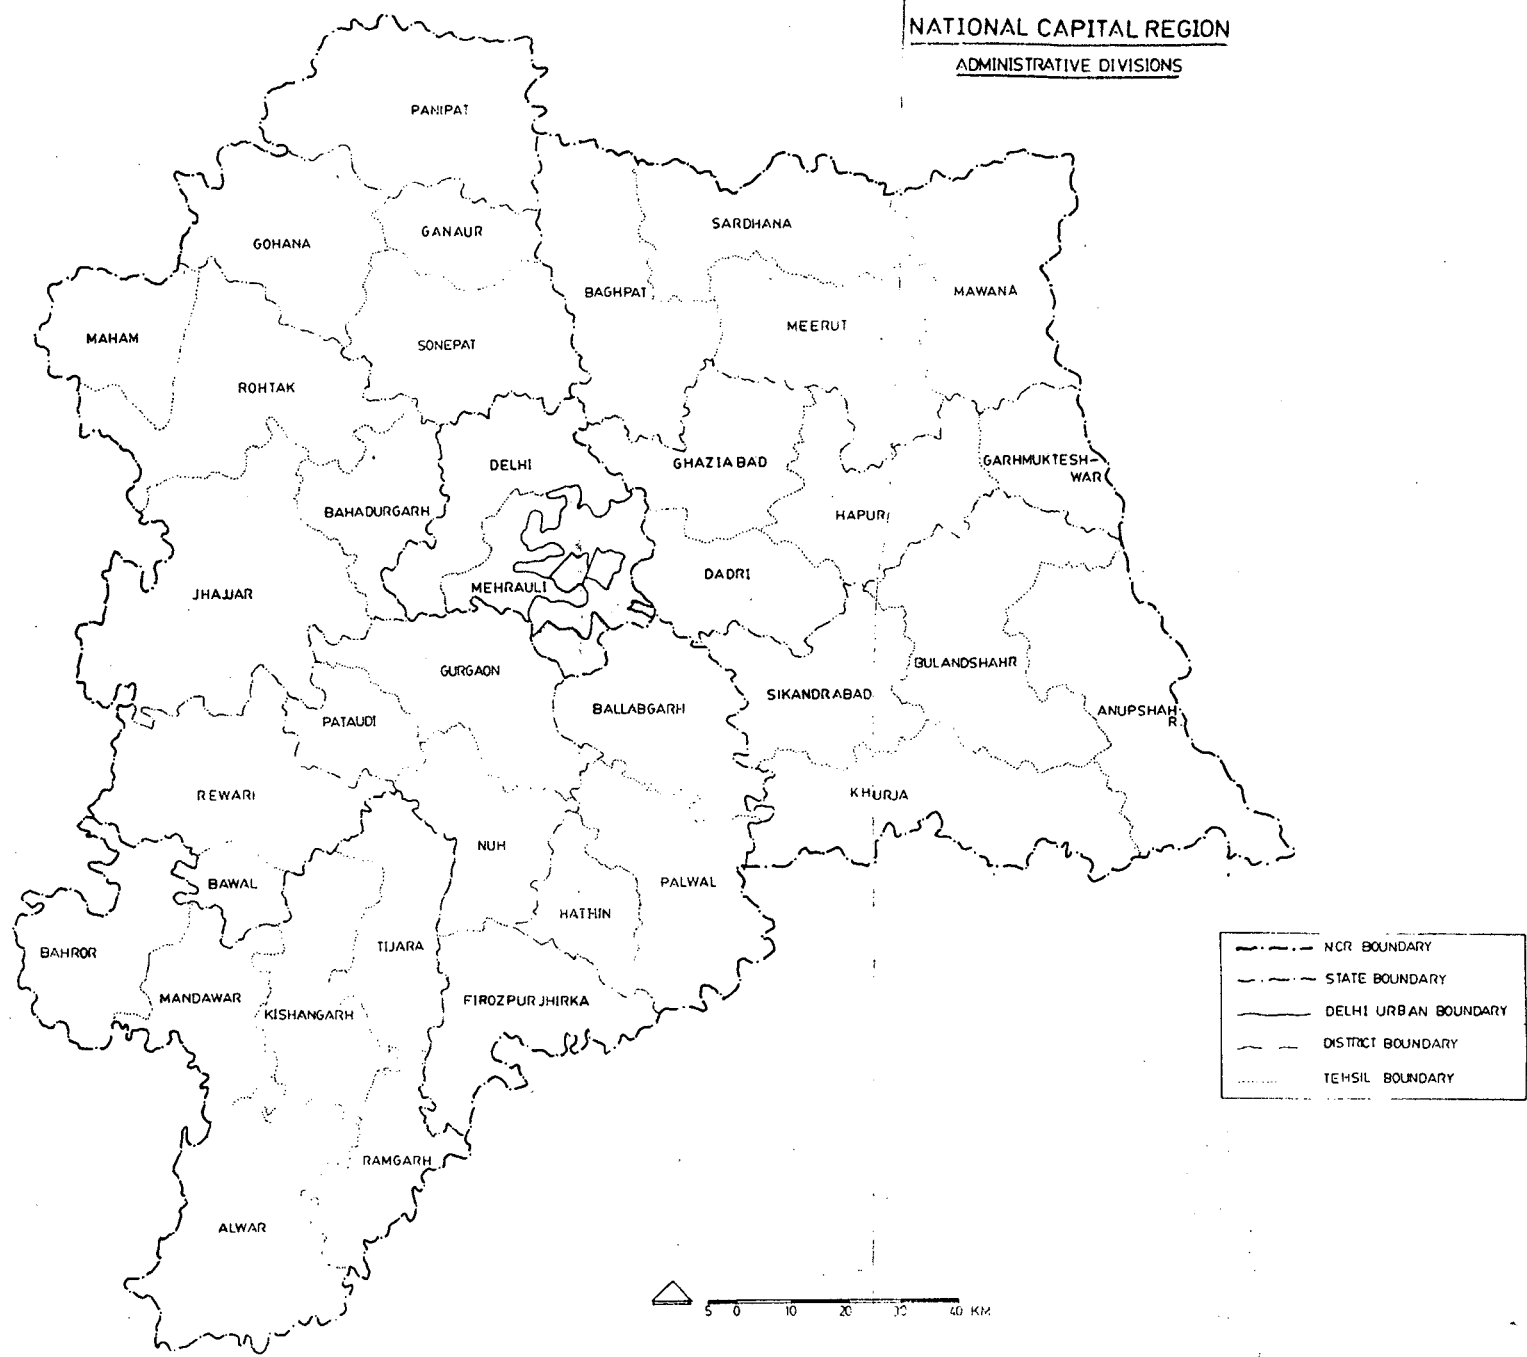 NATIONAL CAPITAL REGION
ADMINISTRATIVE DIVISIONS
PANIPAT
SARDHANA
GANAUR
GOHANA
BAGHPAT
MAWANA
MEERUT
MAHAM
SONEPAT
ROHTAK
GHAZIABAD
GARHMUKTESH-
WAR
DELHI
BAHADURGARH
HAPUR
DADRI
MEHRAULI
JHAJJAR
GURGAON
BULANDSHAHR
SIKANDRABAD
BALLABGARH
ANUPSHAH
R
PATAUDI
REWARI
KHURJA
NUH
BAWAL
PALWAL
HATHIN
BAHROR
TIJARA
MANDAWAR
KISHANGARH
FIROZPUR JHIRKA
RAMGARH
ALWAR
NCR BOUNDARY
STATE BOUNDARY
DELHI URBAN BOUNDARY
DISTRICT BOUNDARY
TEHSIL BOUNDARY
5 0 10 20 30 40 KM